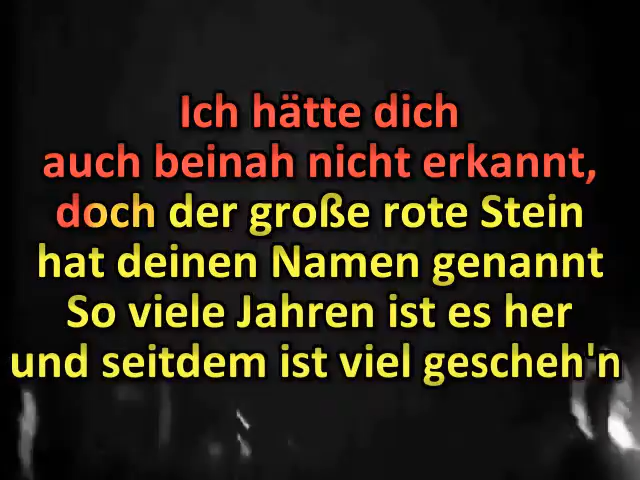 Ich hätte dich
auch beinah nicht erkannt,
doch der große rote Stein
hat deinen Namen genannt
So viele Jahren ist es her
und seitdem ist viel gescheh'n